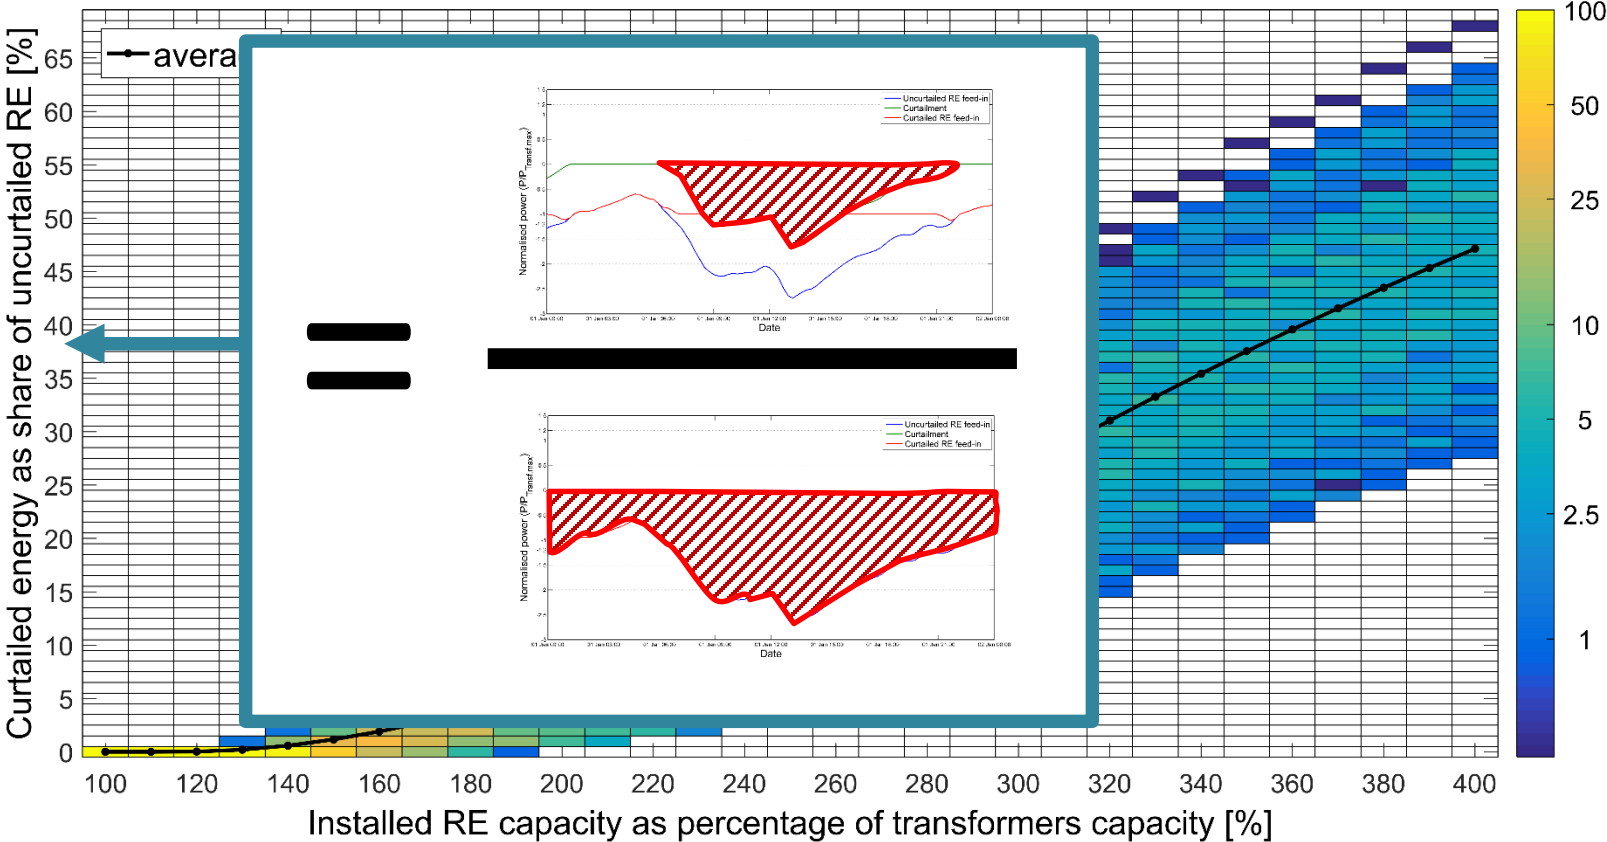 Curtailed energy as share of uncurtailed RE [%]
65
60
55
50
45
40
35
30
25
20
15
10
5
0
avera
Uncurtailed RE feed-in
Curtailment
Curtailed RE feed-in
Normalised power (P/P_Transf.max)
Date
=
Uncurtailed RE feed-in
Curtailment
Curtailed RE feed-in
Normalised power (P/P_Transf.max)
Date
100 120 140 160 180 200 220 240 260 280 300 320 340 360 380 400
Installed RE capacity as percentage of transformers capacity [%]
100
50
25
10
5
2.5
1